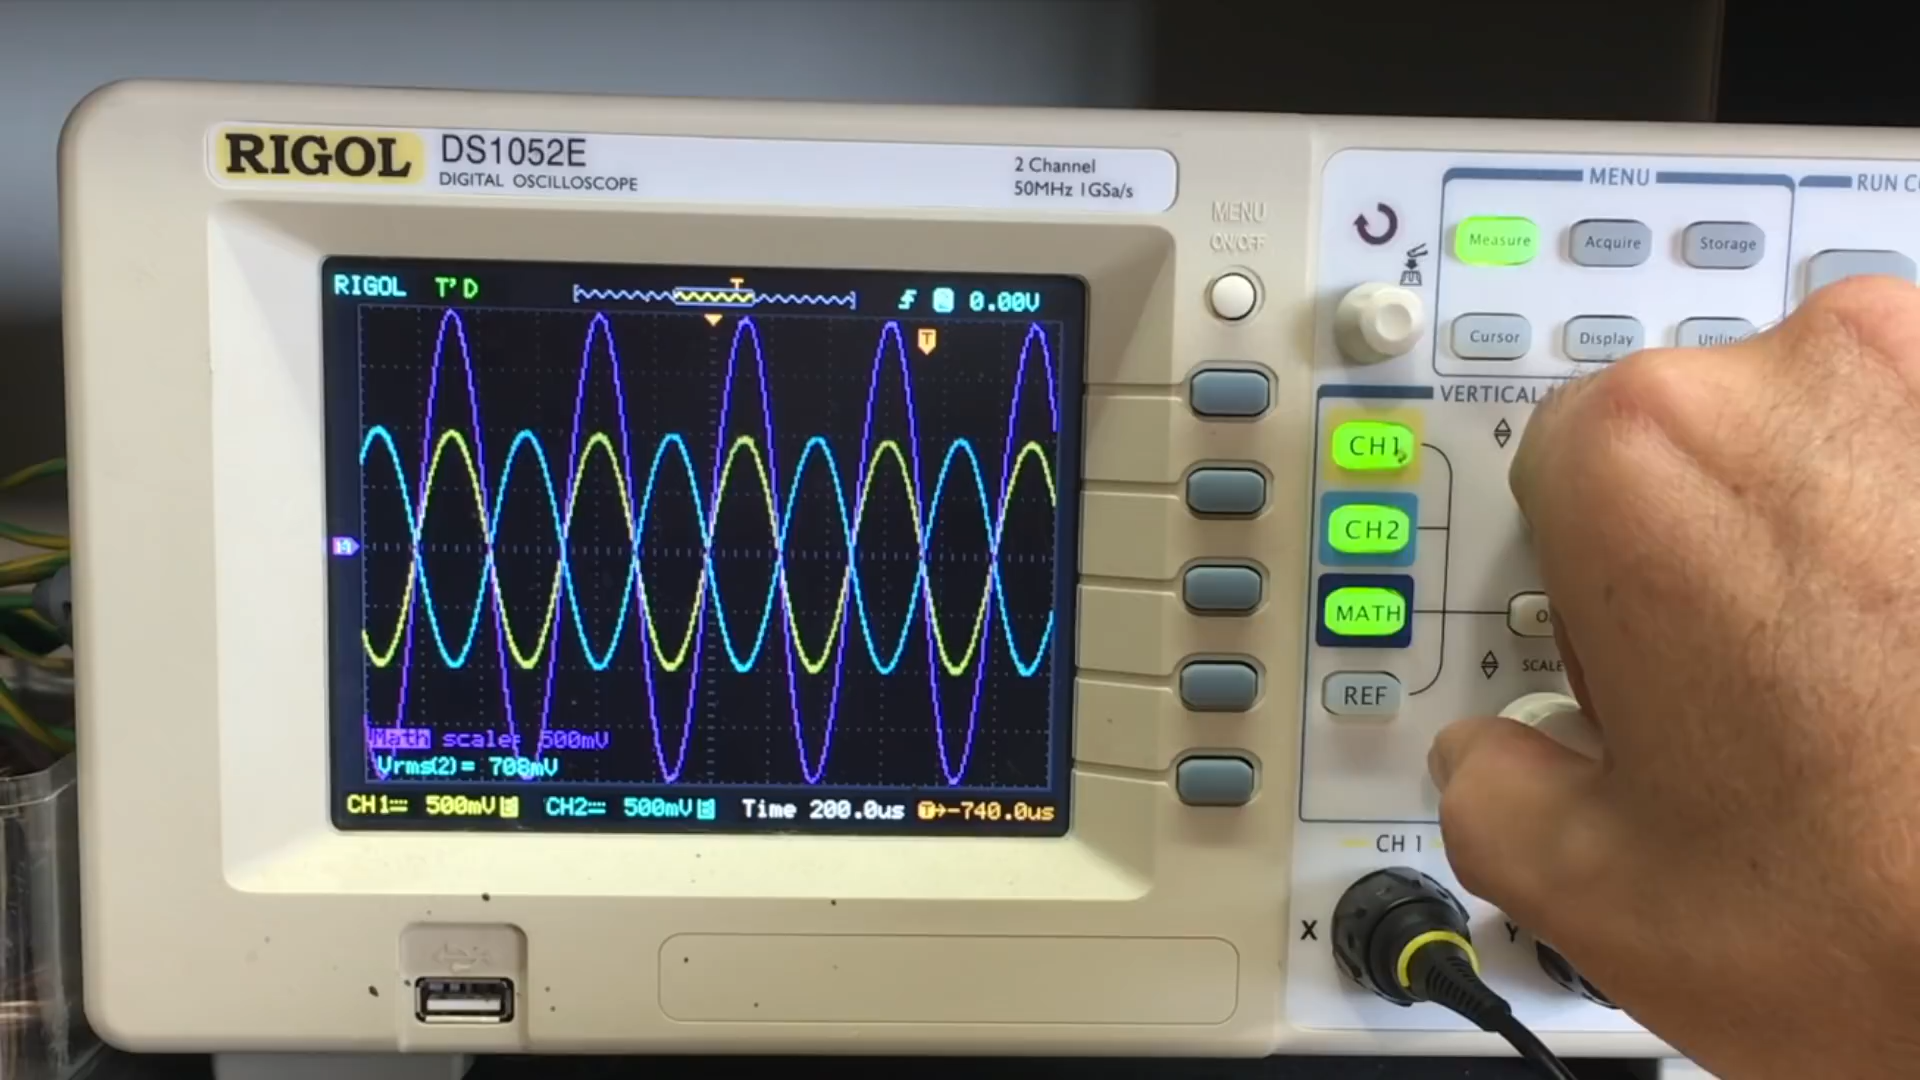 RIGOL
DS1052E
DIGITAL OSCILLOSCOPE
2 Channel
50MHz 1GSa/s
MENU
ON/OFF
MENU
RUN
Measure
Acquire
Storage
Cursor
Display
VERTICAL
CH1
CH2
MATH
REF
SCALE
CH 1
X
Y
RIGOL T'D
T
0.00V
T
Math scale: 500mV
Vrms(2)= 708mV
CH1 500mV CH2 500mV Time 200.0us T→-740.0us